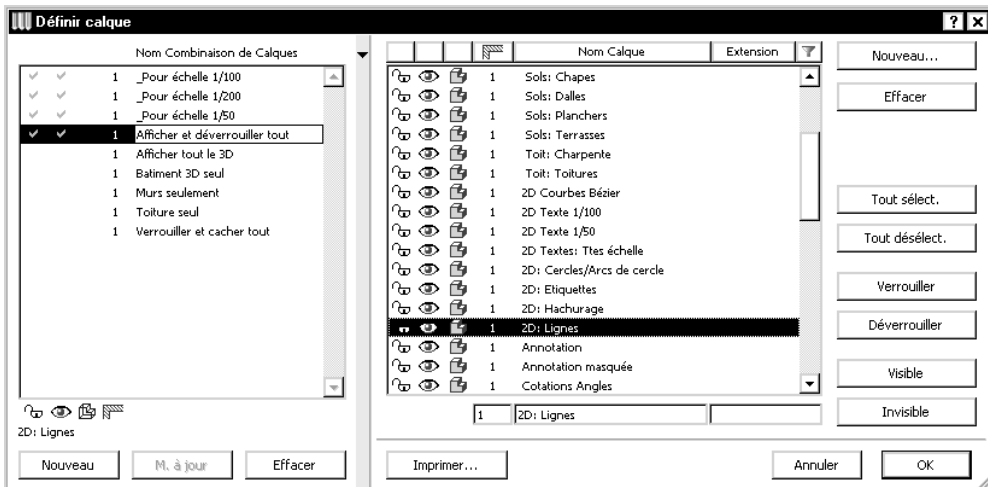 Définir calque
? X
Nom Combinaison de Calques
1 _Pour échelle 1/100
1 _Pour échelle 1/200
1 _Pour échelle 1/50
1 Afficher et déverrouiller tout
1 Afficher tout le 3D
1 Batiment 3D seul
1 Murs seulement
1 Toiture seul
1 Verrouiller et cacher tout
2D: Lignes
Nouveau
M. à jour
Effacer
Nom Calque Extension
1 Sols: Chapes
1 Sols: Dalles
1 Sols: Planchers
1 Sols: Terrasses
1 Toit: Charpente
1 Toit: Toitures
1 2D Courbes Bézier
1 2D Texte 1/100
1 2D Texte 1/50
1 2D Textes: Ttes échelle
1 2D: Cercles/Arcs de cercle
1 2D: Etiquettes
1 2D: Hachurage
1 2D: Lignes
1 Annotation
1 Annotation masquée
1 Cotations Angles
1 2D: Lignes
Nouveau...
Effacer
Tout sélect.
Tout désélect.
Verrouiller
Déverrouiller
Visible
Invisible
Imprimer...
Annuler
OK